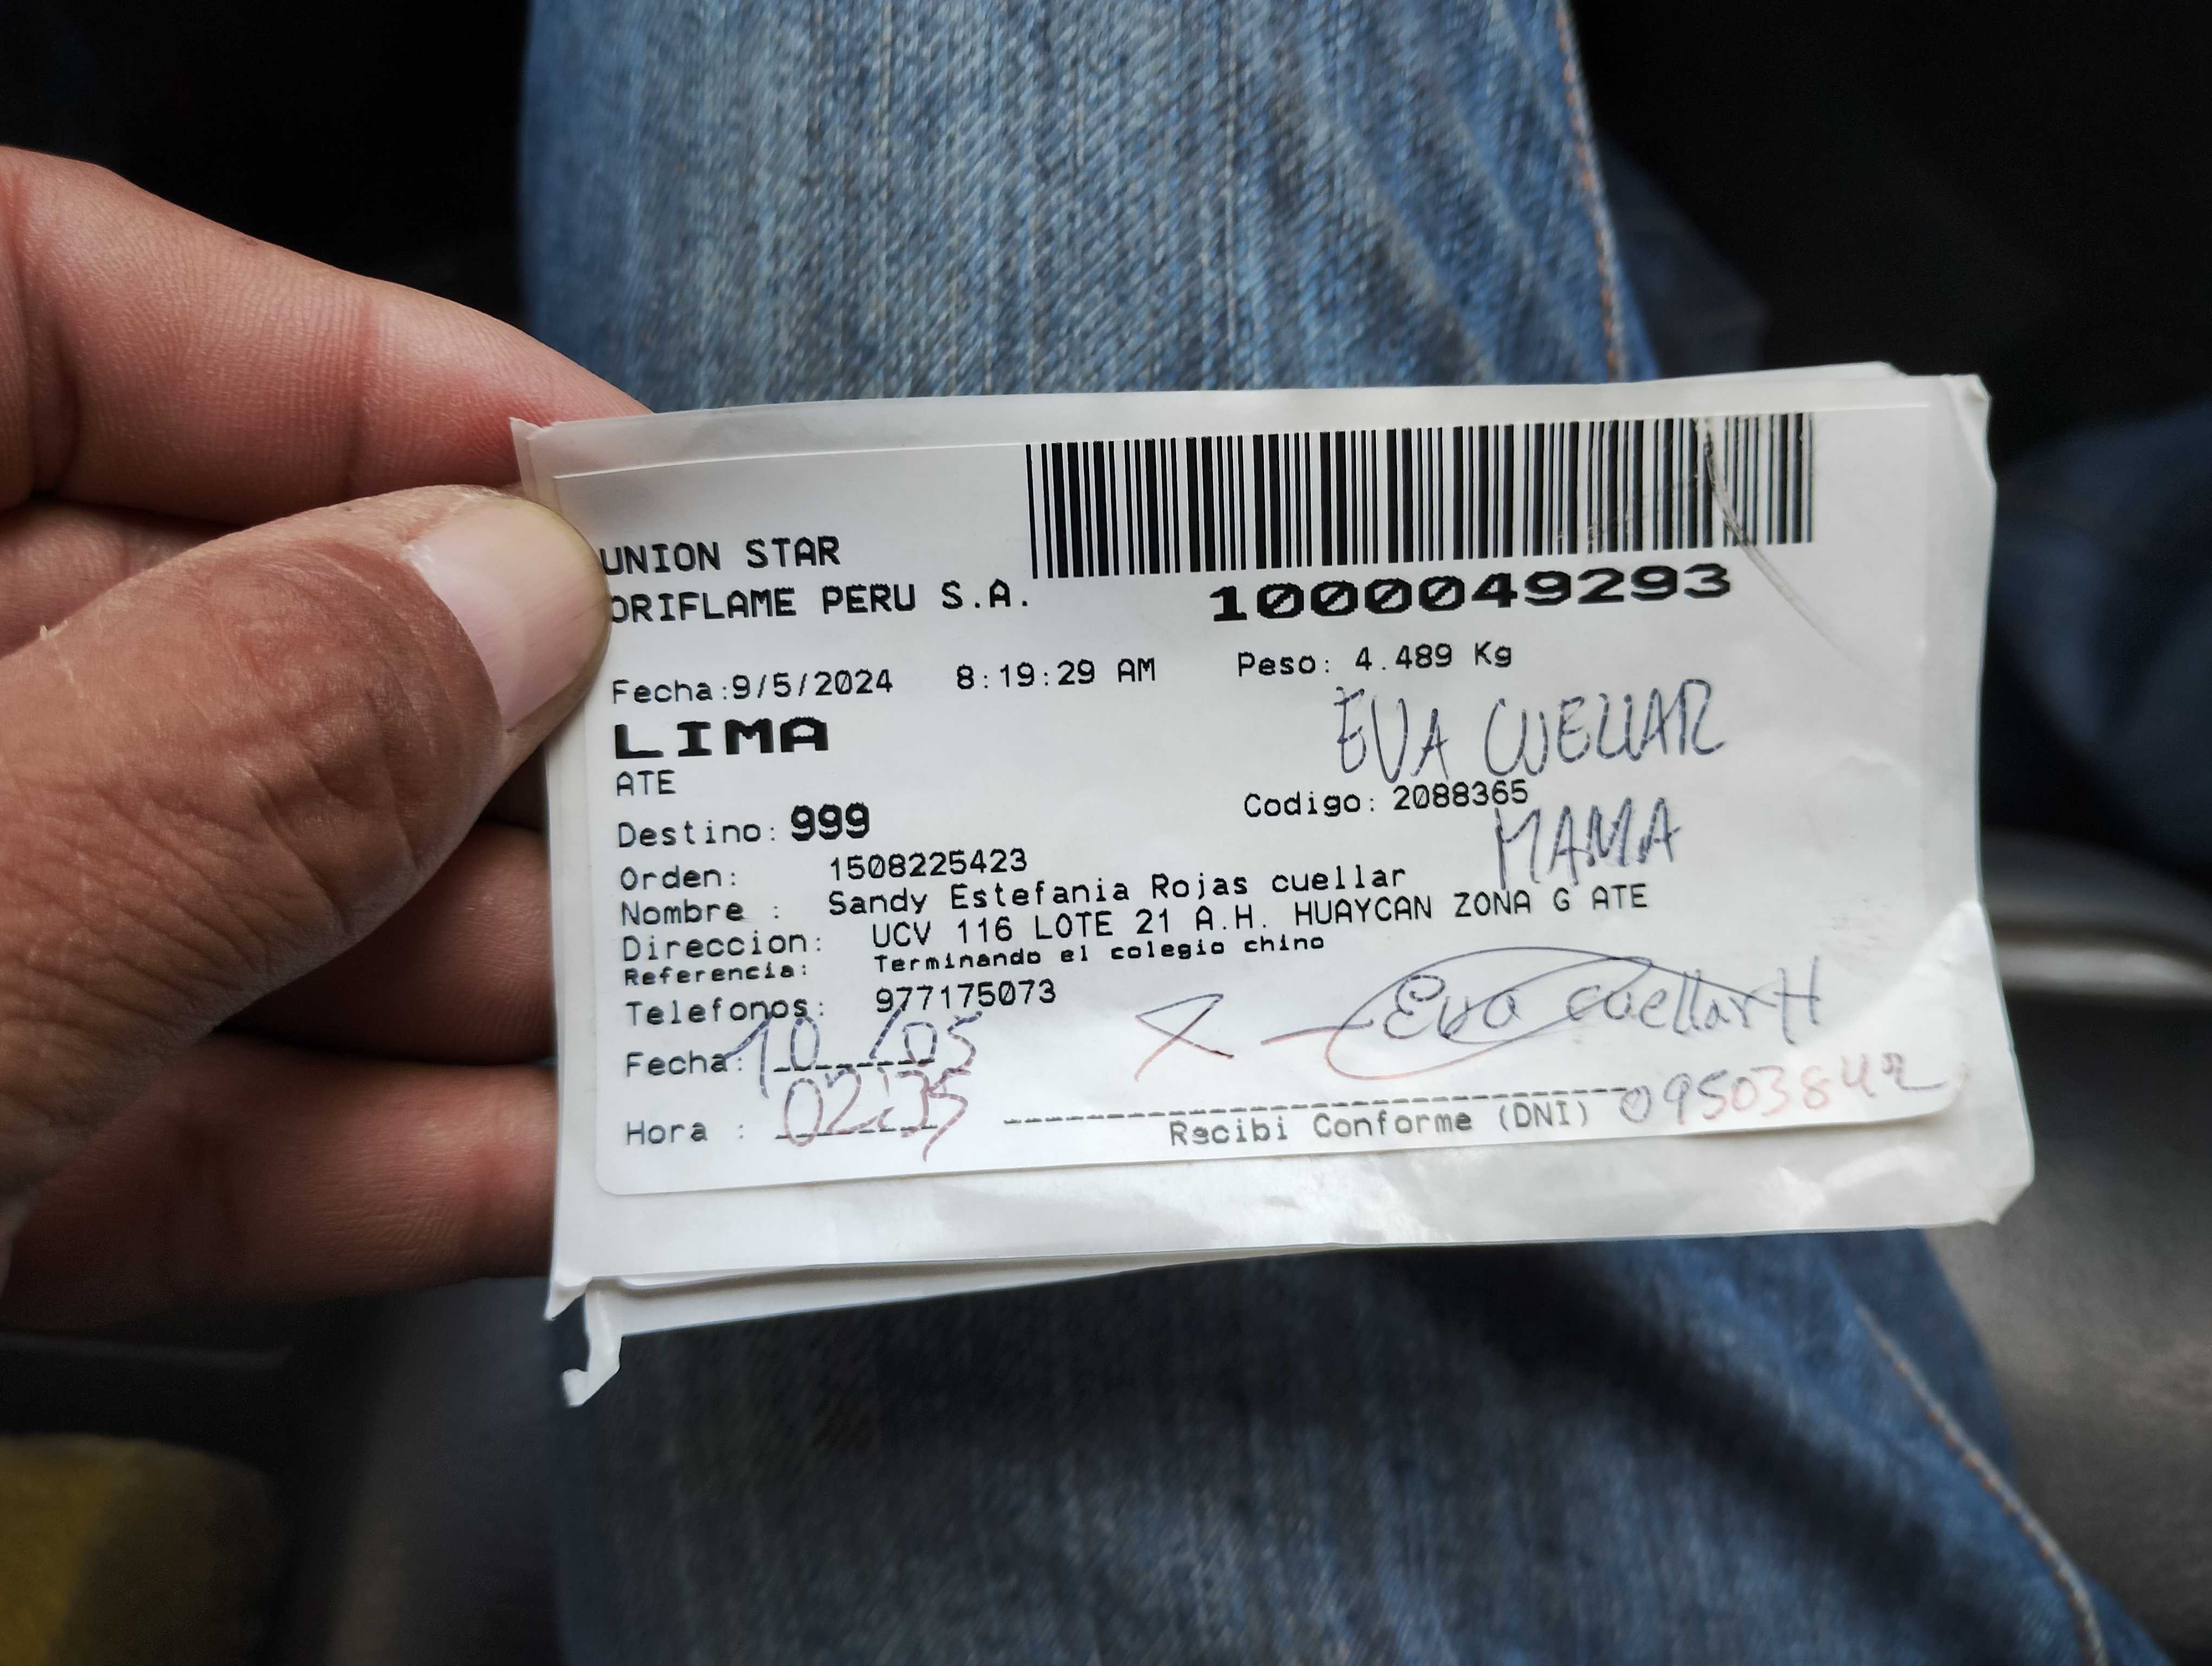 UNION STAR
ORIFLAME PERU S.A.
1000049293
Fecha:9/5/2024 8:19:29 AM Peso: 4.489 Kg
LIMA
EVA CUELLAR
ATE
Destino: 999 Codigo: 2088365
MAMA
Orden: 1508225423
Nombre : Sandy Estefania Rojas cuellar
Direccion: UCV 116 LOTE 21 A.H. HUAYCAN ZONA G ATE
Referencia: Terminando el colegio chino
Telefonos: 977175073
Fecha: 10/05 X Eva Cuellar H
Hora : 02:35
Recibi Conforme (DNI) 09503842